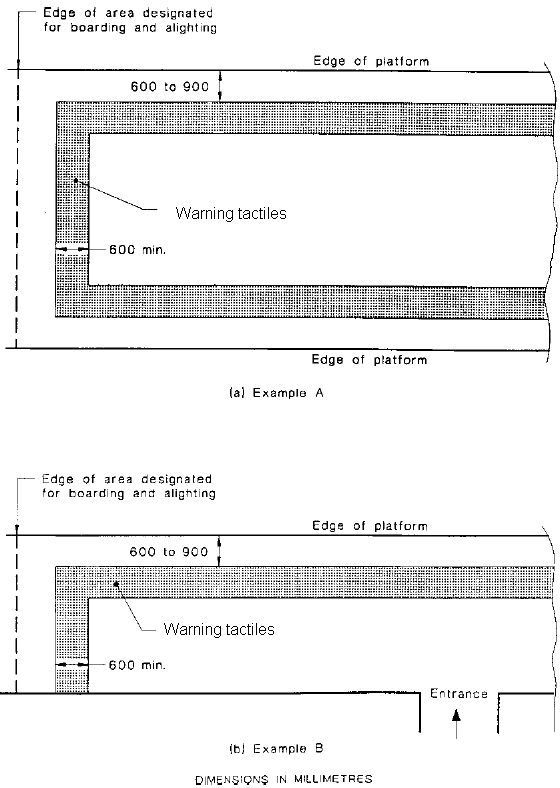 Edge of area designated
for boarding and alighting
Edge of platform
600 to 900
Warning tactiles
600 min.
Edge of platform
(a) Example A
Edge of area designated
for boarding and alighting
Edge of platform
600 to 900
Warning tactiles
600 min.
Entrance
(b) Example B
DIMENSIONS IN MILLIMETRES